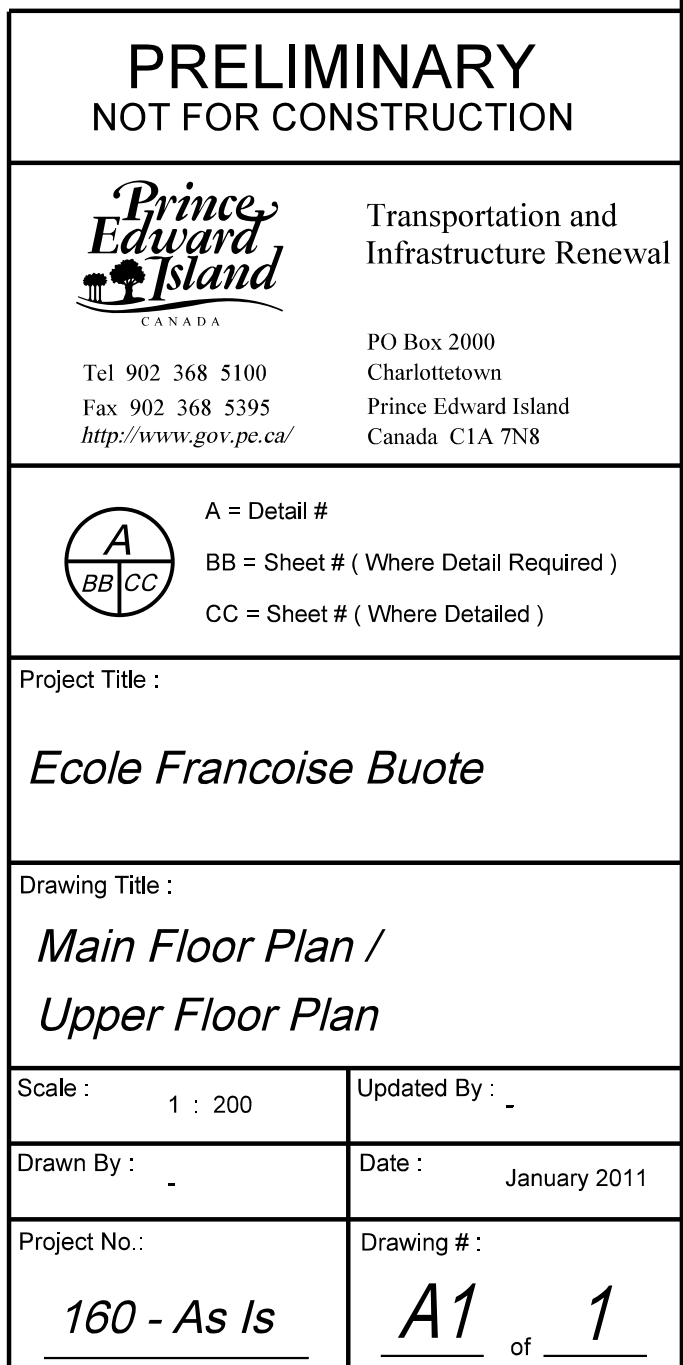 PRELIMINARY
NOT FOR CONSTRUCTION
Prince
Edward
Island
CANADA
Transportation and
Infrastructure Renewal
Tel 902 368 5100
Fax 902 368 5395
http://www.gov.pe.ca/
PO Box 2000
Charlottetown
Prince Edward Island
Canada C1A 7N8
A
BB CC
A = Detail #
BB = Sheet # ( Where Detail Required )
CC = Sheet # ( Where Detailed )
Project Title :
Ecole Francoise Buote
Drawing Title :
Main Floor Plan /
Upper Floor Plan
Scale : 1 : 200
Updated By : -
Drawn By : -
Date : January 2011
Project No.:
160 - As Is
Drawing # :
A1 of 1